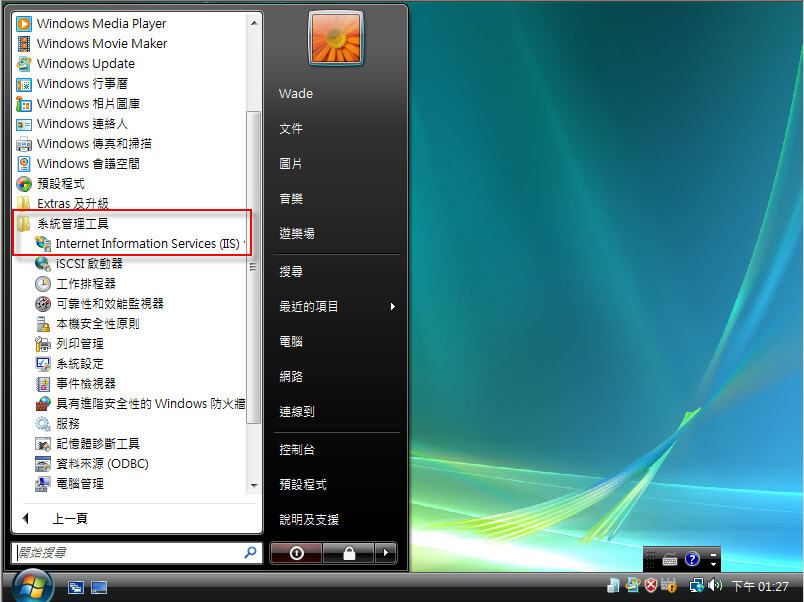 Windows Media Player
Windows Movie Maker
Windows Update
Windows 行事曆
Windows 相片圖庫
Windows 連絡人
Windows 傳真和掃描
Windows 會議空間
預設程式
Extras 及升級
系統管理工具
Internet Information Services (IIS)
iSCSI 啟動器
工作排程器
可靠性和效能監視器
本機安全性原則
列印管理
系統設定
事件檢視器
具有進階安全性的 Windows 防火牆
服務
記憶體診斷工具
資料來源 (ODBC)
電腦管理
上一頁
開始搜尋
Wade
文件
圖片
音樂
遊樂場
搜尋
最近的項目
電腦
網路
連線到
控制台
預設程式
說明及支援
下午 01:27